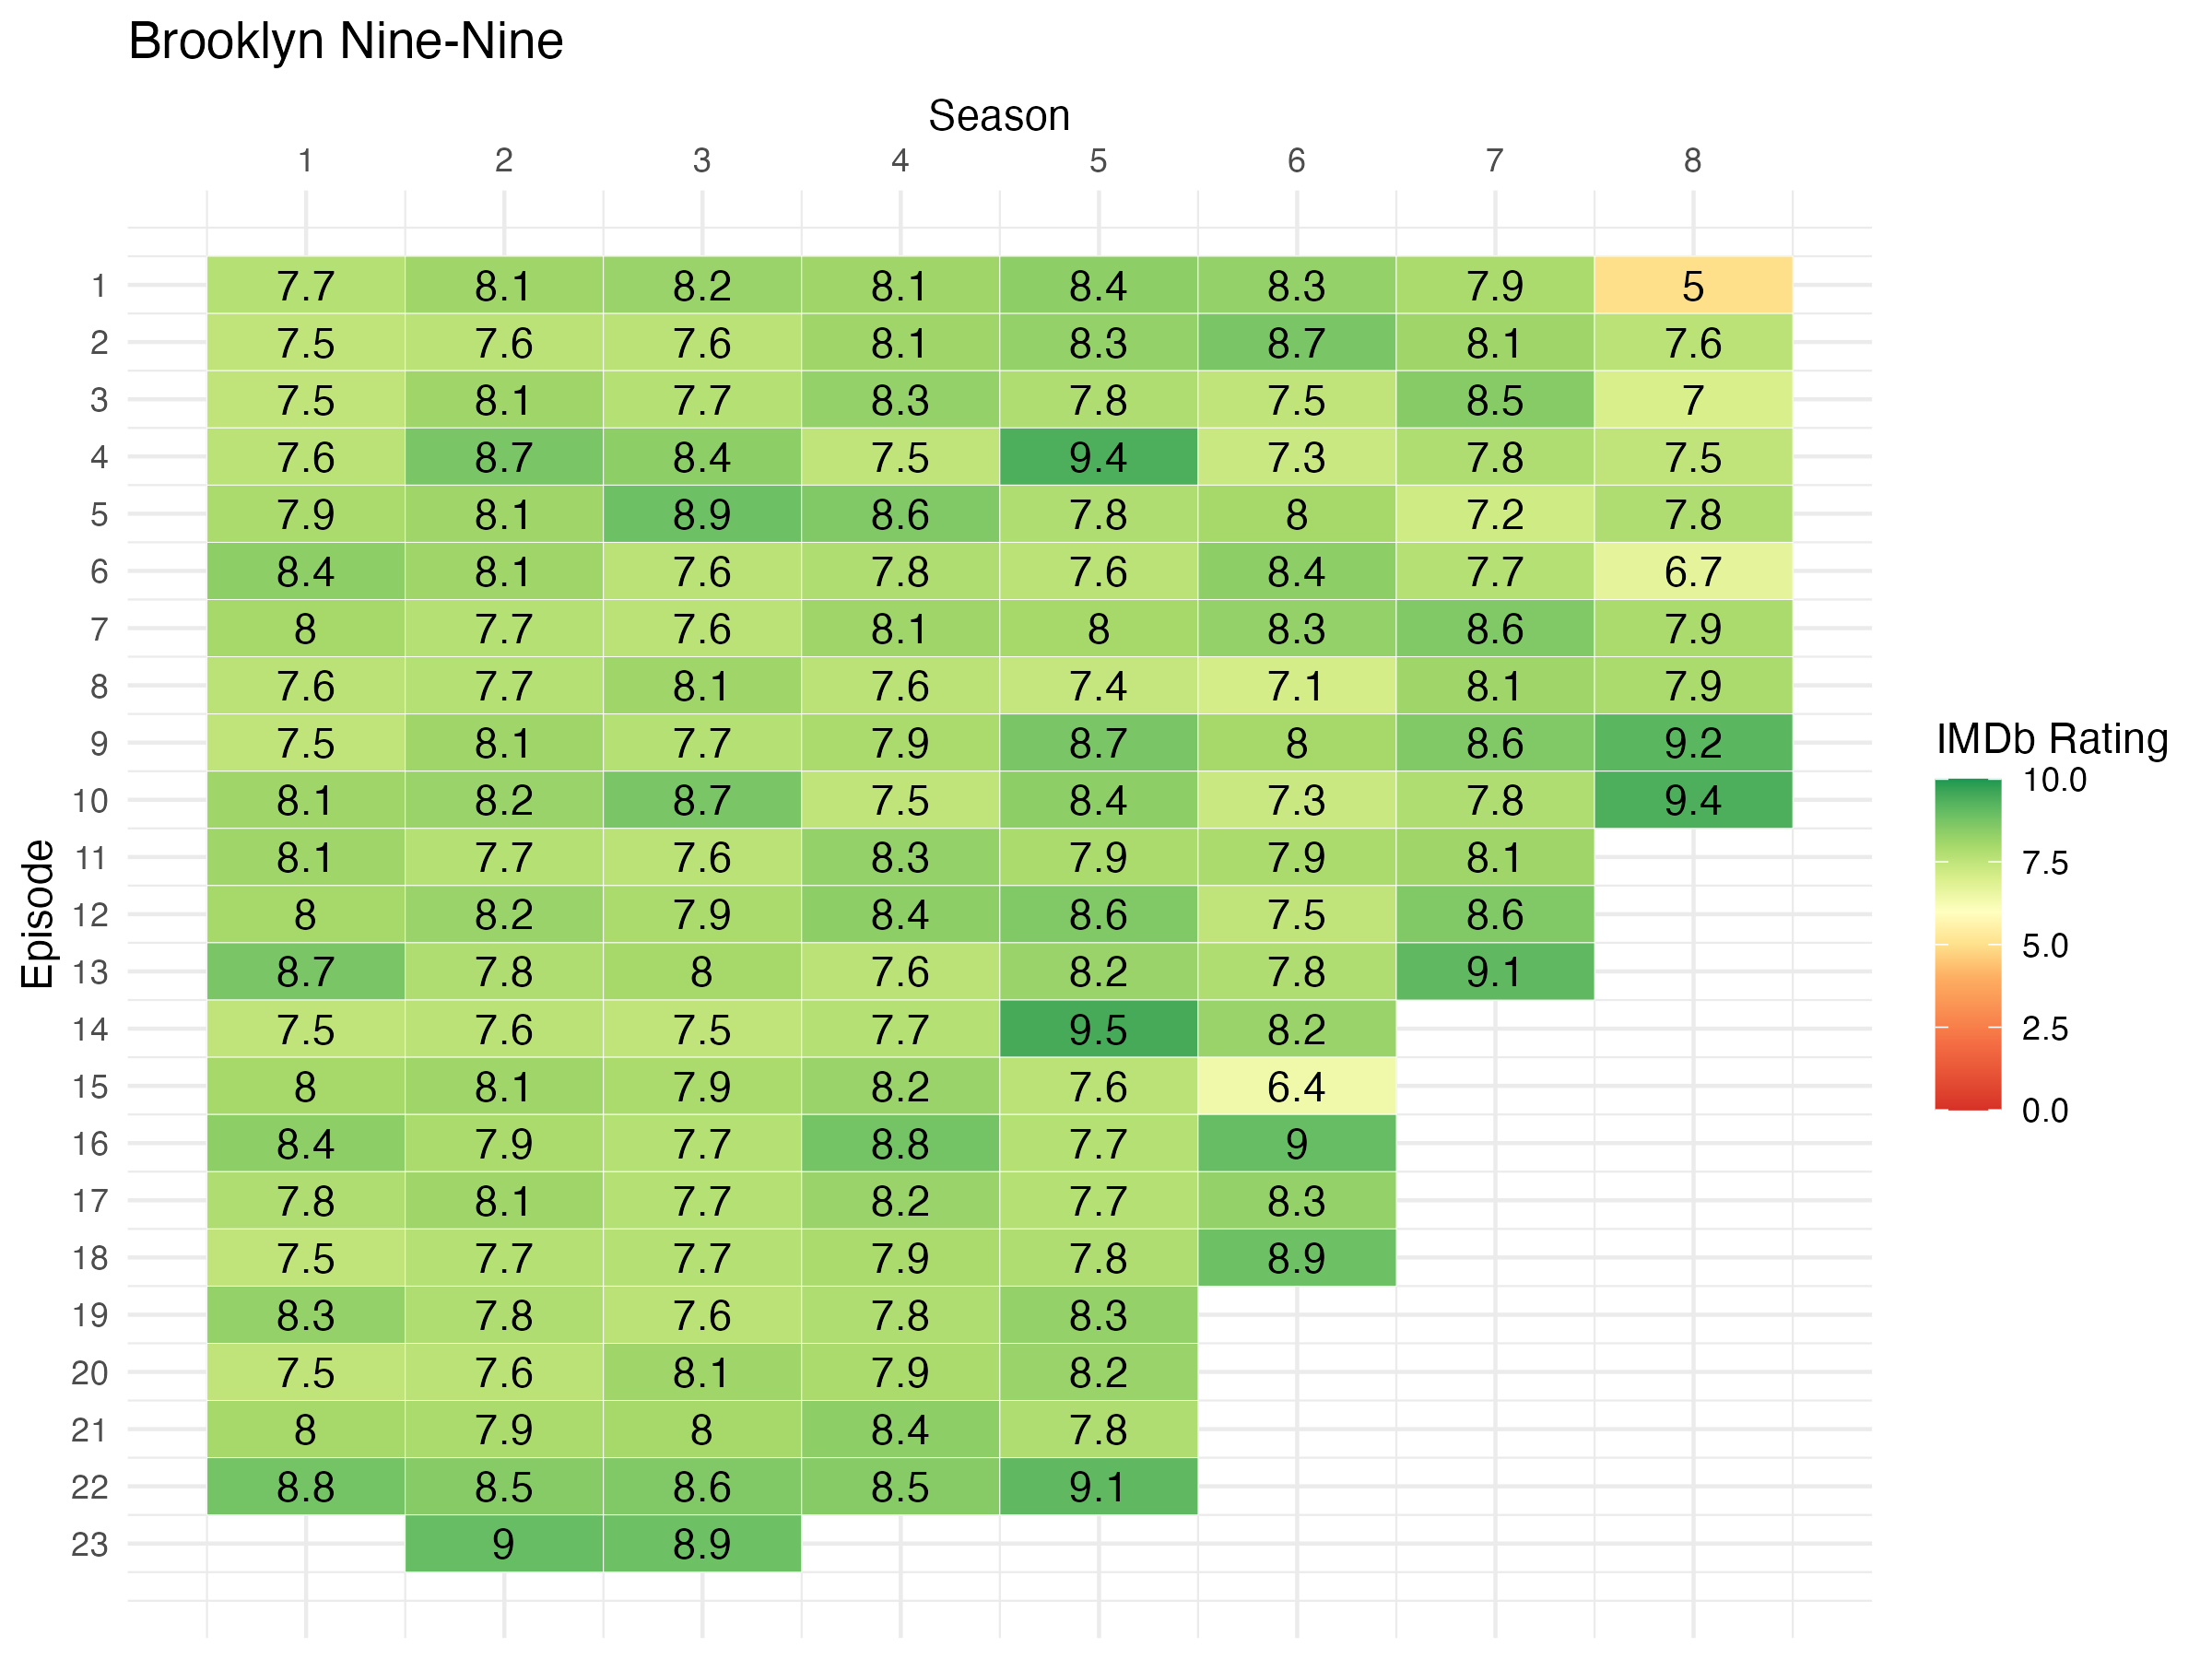 Brooklyn Nine-Nine
Season
1 2 3 4 5 6 7 8
1 7.7 8.1 8.2 8.1 8.4 8.3 7.9 5
2 7.5 7.6 7.6 8.1 8.3 8.7 8.1 7.6
3 7.5 8.1 7.7 8.3 7.8 7.5 8.5 7
4 7.6 8.7 8.4 7.5 9.4 7.3 7.8 7.5
5 7.9 8.1 8.9 8.6 7.8 8 7.2 7.8
6 8.4 8.1 7.6 7.8 7.6 8.4 7.7 6.7
7 8 7.7 7.6 8.1 8 8.3 8.6 7.9
8 7.6 7.7 8.1 7.6 7.4 7.1 8.1 7.9
9 7.5 8.1 7.7 7.9 8.7 8 8.6 9.2
10 8.1 8.2 8.7 7.5 8.4 7.3 7.8 9.4
11 8.1 7.7 7.6 8.3 7.9 7.9 8.1
12 8 8.2 7.9 8.4 8.6 7.5 8.6
13 8.7 7.8 8 7.6 8.2 7.8 9.1
14 7.5 7.6 7.5 7.7 9.5 8.2
15 8 8.1 7.9 8.2 7.6 6.4
16 8.4 7.9 7.7 8.8 7.7 9
17 7.8 8.1 7.7 8.2 7.7 8.3
18 7.5 7.7 7.7 7.9 7.8 8.9
19 8.3 7.8 7.6 7.8 8.3
20 7.5 7.6 8.1 7.9 8.2
21 8 7.9 8 8.4 7.8
22 8.8 8.5 8.6 8.5 9.1
23 9 8.9
Episode
IMDb Rating
10.0
7.5
5.0
2.5
0.0